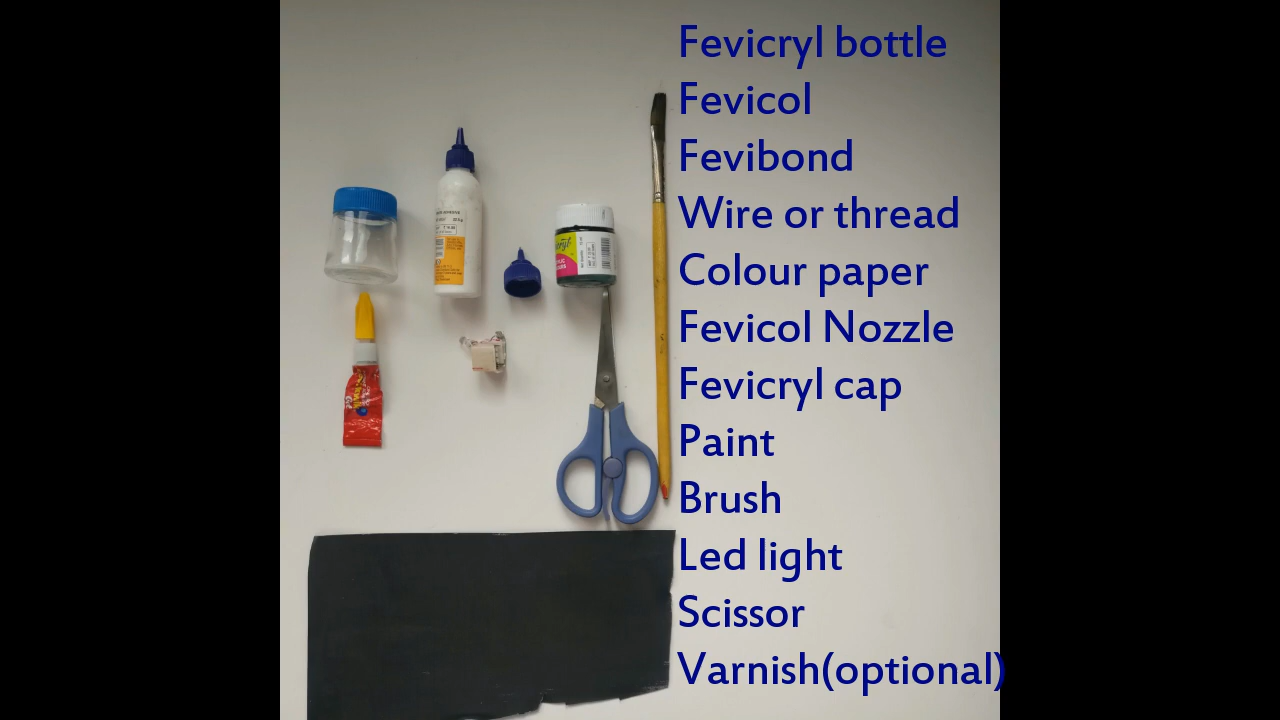 Fevicryl bottle
Fevicol
Fevibond
Wire or thread
Colour paper
Fevicol Nozzle
Fevicryl cap
Paint
Brush
Led light
Scissor
Varnish(optional)